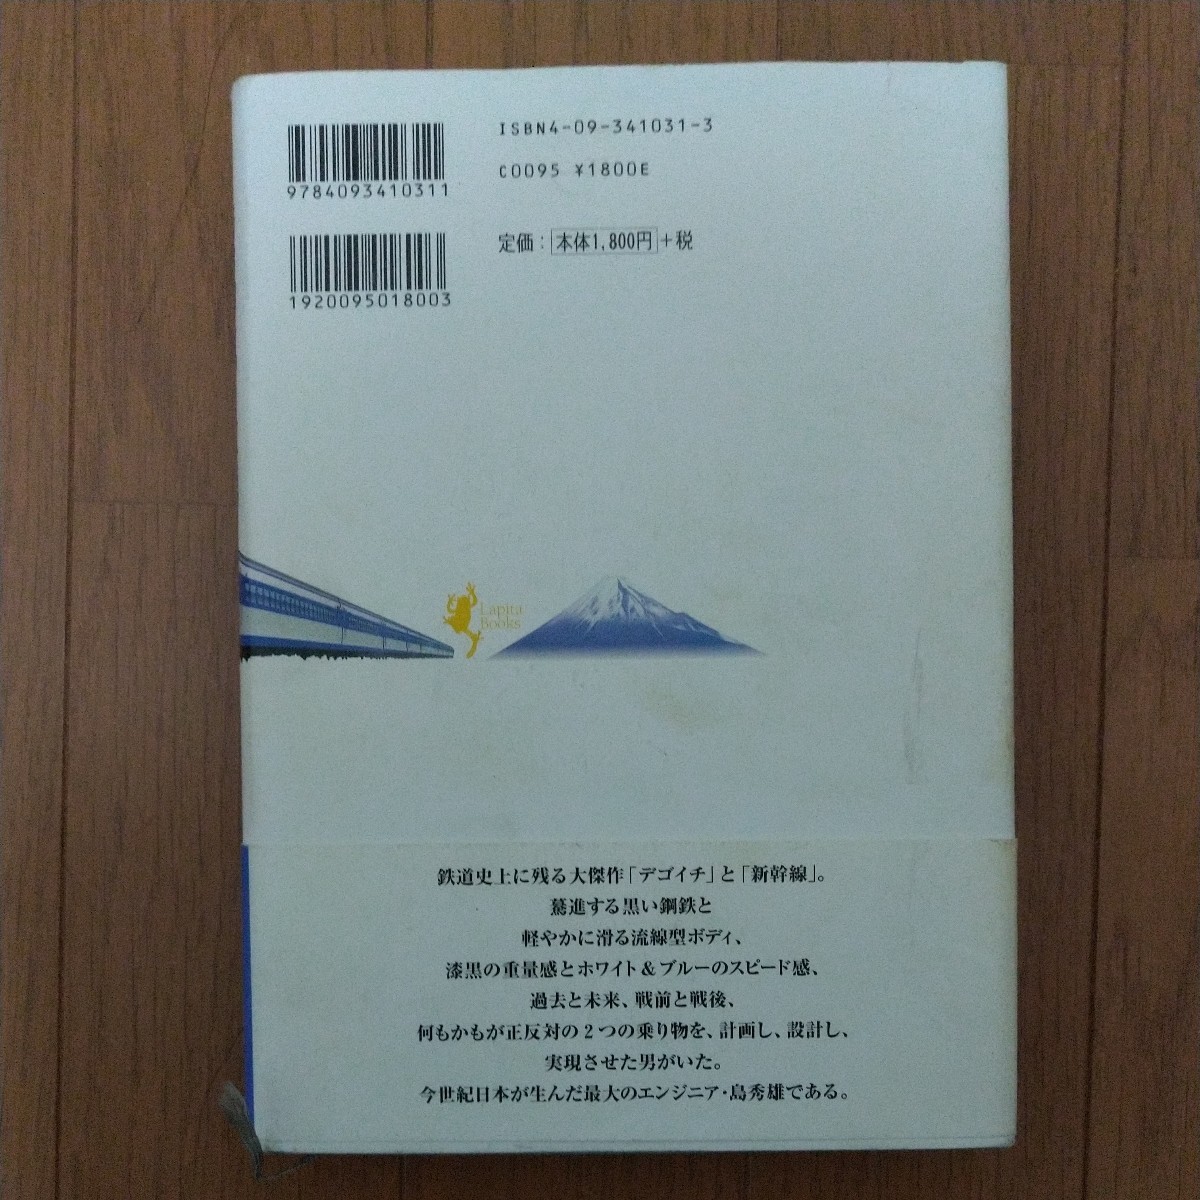 ISBN4-09-341031-3
C0095 ¥1800E
9784093410311
定価：本体1,800円＋税
1920095018003
Lapita
Books
鉄道史上に残る大傑作「デゴイチ」と「新幹線」。
驀進する黒い鋼鉄と
軽やかに滑る流線型ボディ、
漆黒の重量感とホワイト＆ブルーのスピード感、
過去と未来、戦前と戦後、
何もかもが正反対の2つの乗り物を、計画し、設計し、
実現させた男がいた。
今世紀日本が生んだ最大のエンジニア・島秀雄である。